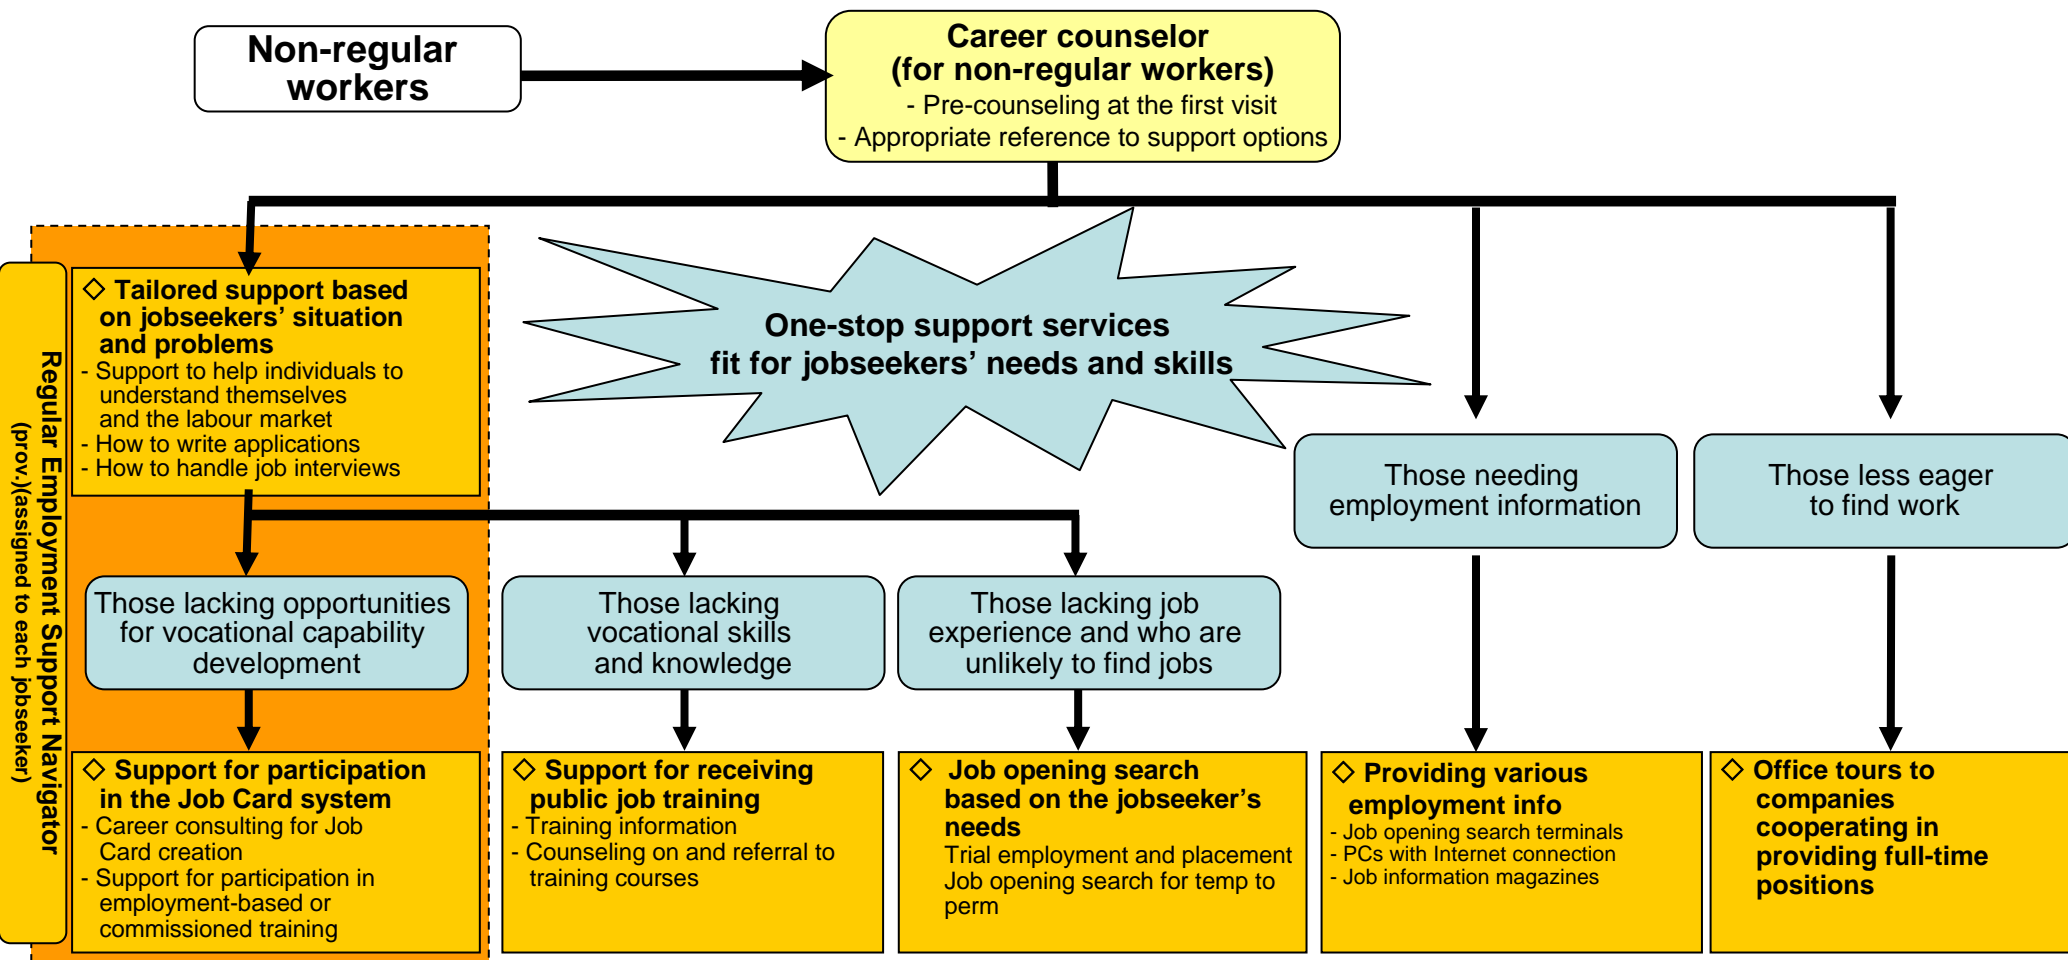 Non-regular
workers
Career counselor
(for non-regular workers)
- Pre-counseling at the first visit
- Appropriate reference to support options
One-stop support services
fit for jobseekers’ needs and skills
Regular Employment Support Navigator
(prov.)(assigned to each jobseeker)
◇ Tailored support based
on jobseekers’ situation
and problems
- Support to help individuals to
understand themselves
and the labour market
- How to write applications
- How to handle job interviews
Those needing
employment information
Those less eager
to find work
Those lacking opportunities
for vocational capability
development
Those lacking
vocational skills
and knowledge
Those lacking job
experience and who are
unlikely to find jobs
◇ Support for participation
in the Job Card system
- Career consulting for Job
Card creation
- Support for participation in
employment-based or
commissioned training
◇ Support for receiving
public job training
- Training information
- Counseling on and referral to
training courses
◇ Job opening search
based on the jobseeker’s
needs
Trial employment and placement
Job opening search for temp to
perm
◇ Providing various
employment info
- Job opening search terminals
- PCs with Internet connection
- Job information magazines
◇ Office tours to
companies
cooperating in
providing full-time
positions